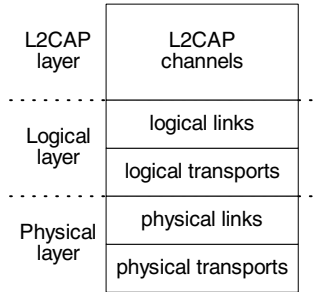 L2CAP
layer
L2CAP
channels
Logical
layer
logical links
logical transports
Physical
layer
physical links
physical transports